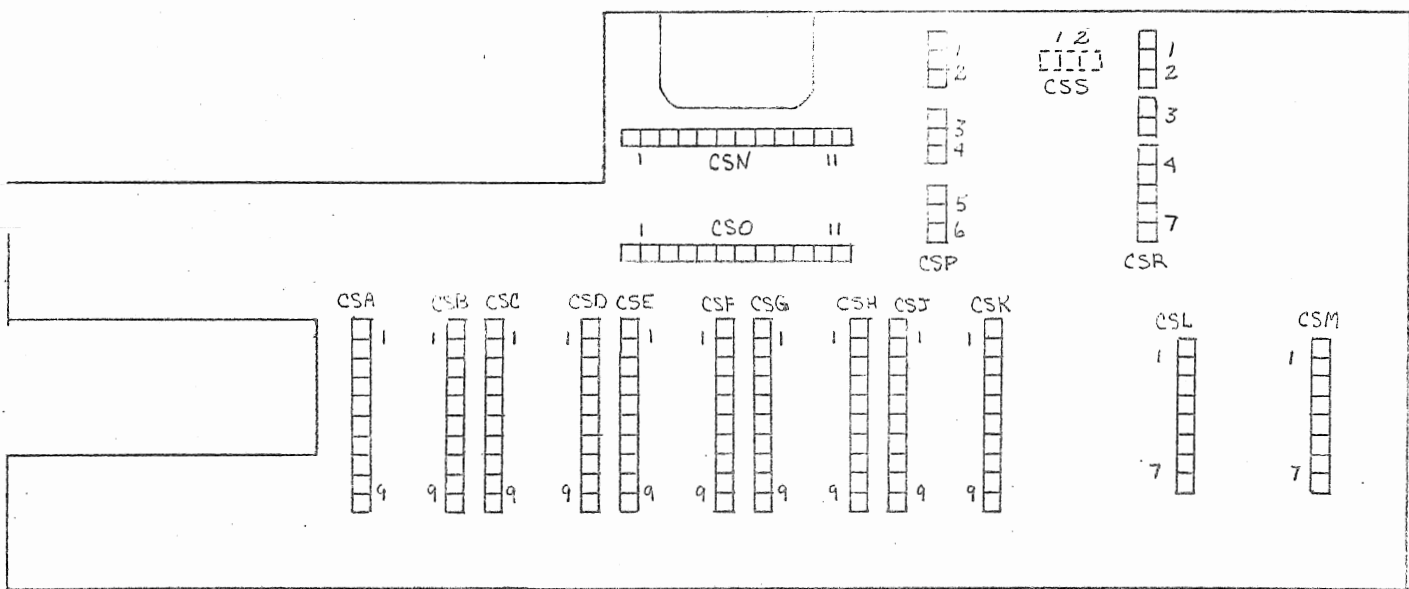 1 2
CSS
1
2
1
2
3
4
5
6
CSP
3
4
7
CSR
1 CSN 11
1 CSO 11
CSA CSB CSC CSD CSE CSF CSG CSH CSJ CSK CSL CSM
1 1 1 1 1 1 1 1 1 1
1 1
9 9 9 9 9 9 9 9 9 9
7 7